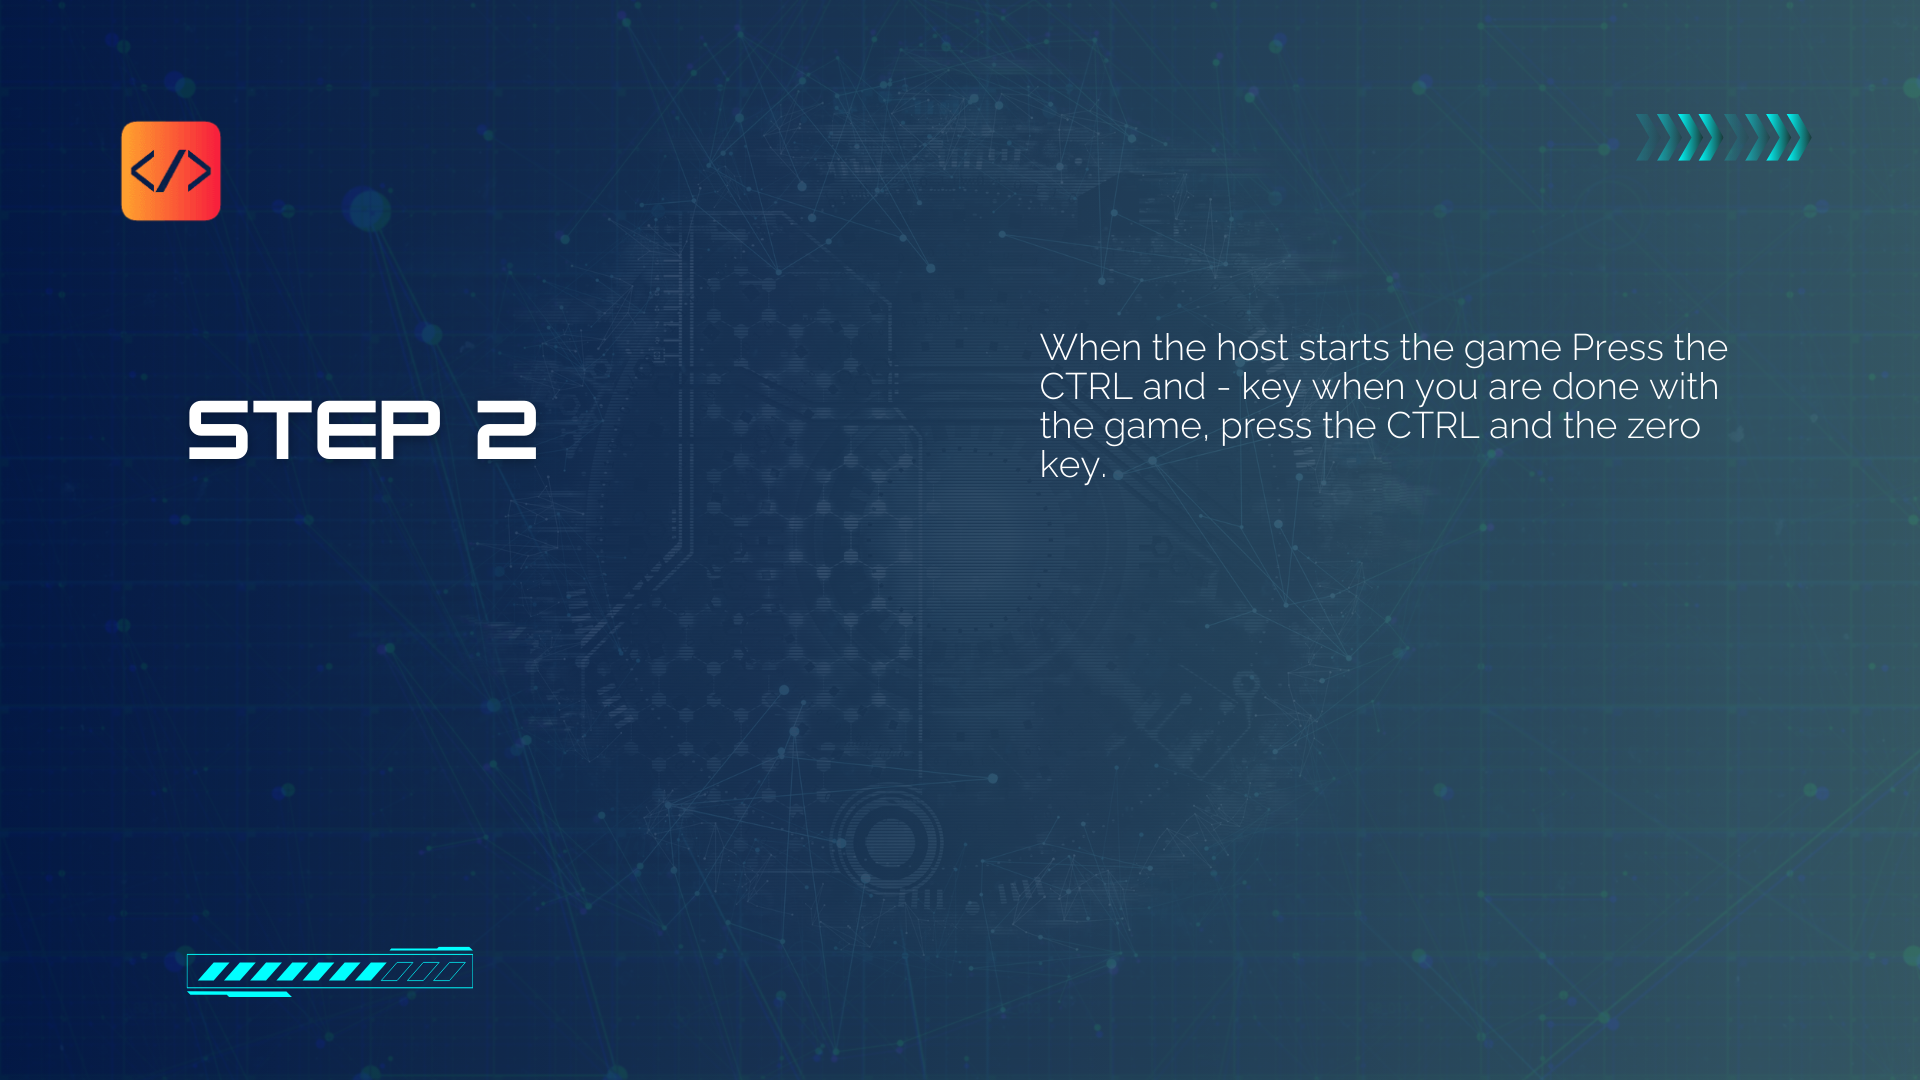 </>
STEP 2
When the host starts the game Press the
CTRL and - key when you are done with
the game, press the CTRL and the zero
key.